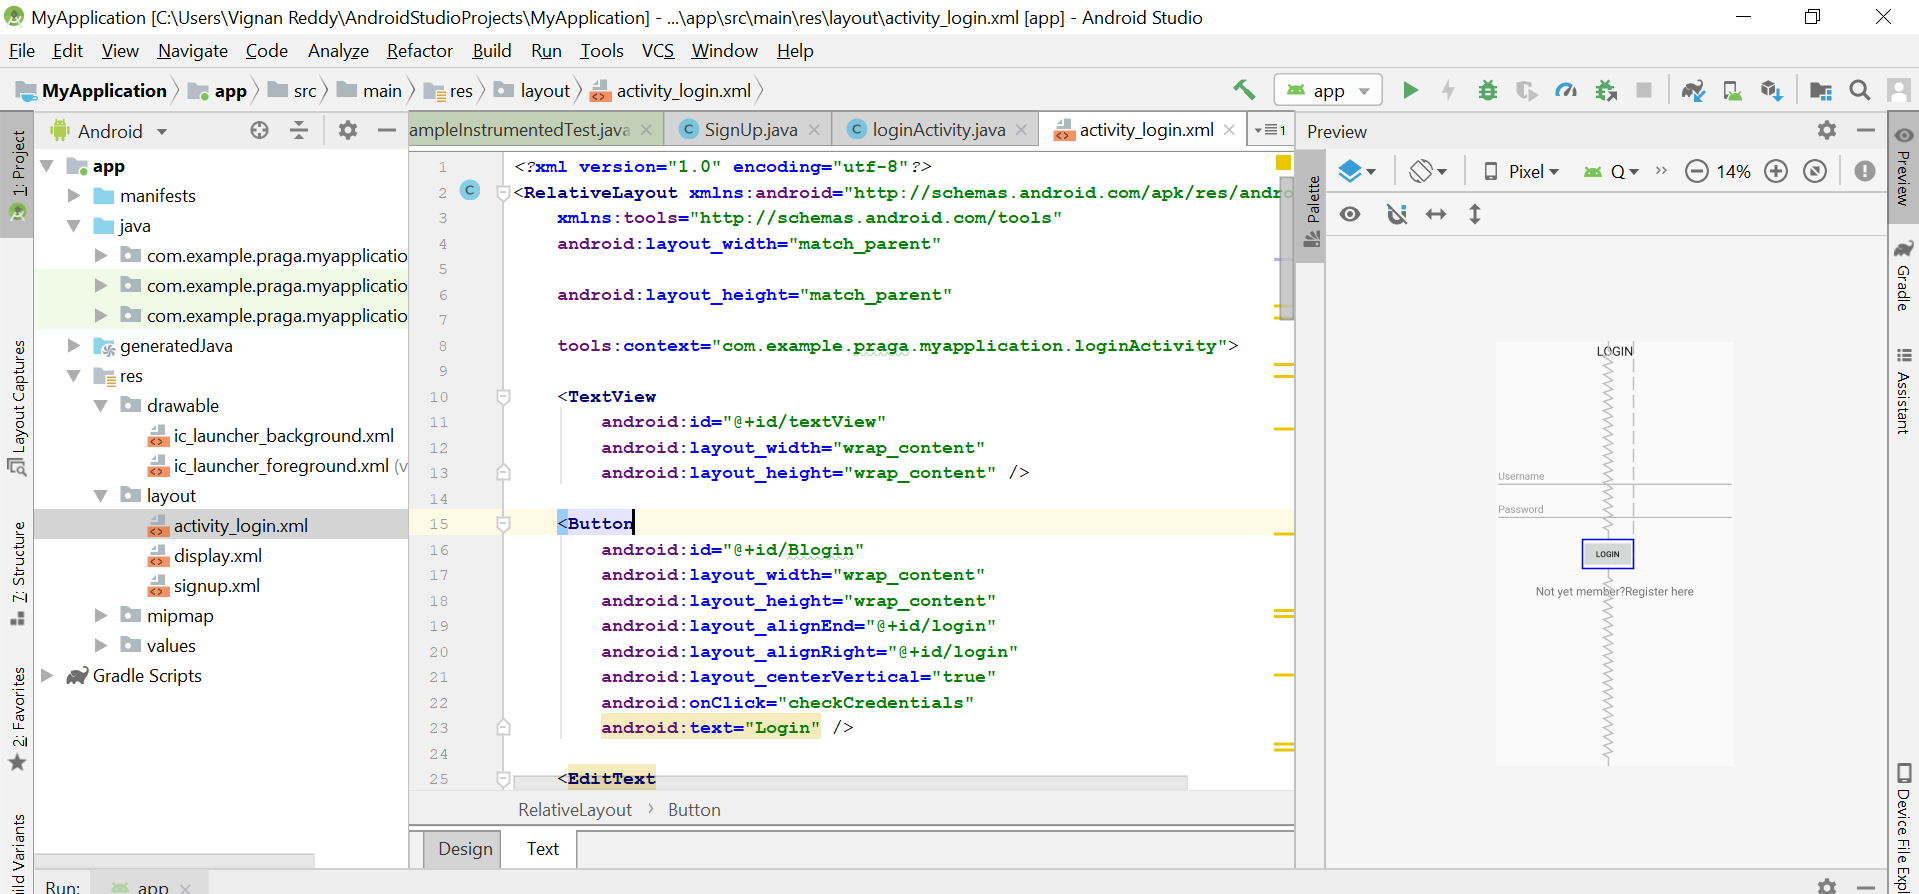 MyApplication [C:\Users\Vignan Reddy\AndroidStudioProjects\MyApplication] - ...\app\src\main\res\layout\activity_login.xml [app] - Android Studio
File Edit View Navigate Code Analyze Refactor Build Run Tools VCS Window Help
MyApplication app src main res layout activity_login.xml app
1: Project
Layout Captures
7: Structure
2: Favorites
ild Variants
Android
app
manifests
java
com.example.praga.myapplicatio
com.example.praga.myapplicatio
com.example.praga.myapplicatio
generatedJava
res
drawable
ic_launcher_background.xml
ic_launcher_foreground.xml (v
layout
activity_login.xml
display.xml
signup.xml
mipmap
values
Gradle Scripts
ampleInstrumentedTest.java SignUp.java loginActivity.java activity_login.xml 1
1 <?xml version="1.0" encoding="utf-8"?>
2 <RelativeLayout xmlns:android="http://schemas.android.com/apk/res/andro
3 xmlns:tools="http://schemas.android.com/tools"
4 android:layout_width="match_parent"
5
6 android:layout_height="match_parent"
7
8 tools:context="com.example.praga.myapplication.loginActivity">
9
10 <TextView
11 android:id="@+id/textView"
12 android:layout_width="wrap_content"
13 android:layout_height="wrap_content" />
14
15 <Button
16 android:id="@+id/Blogin"
17 android:layout_width="wrap_content"
18 android:layout_height="wrap_content"
19 android:layout_alignEnd="@+id/login"
20 android:layout_alignRight="@+id/login"
21 android:layout_centerVertical="true"
22 android:onClick="checkCredentials"
23 android:text="Login" />
24
25 <EditText
RelativeLayout › Button
Design Text
Run: app
Preview
Palette
Pixel Q » 14%
LOGIN
Username
Password
LOGIN
Not yet member?Register here
Preview
Gradle
Assistant
Device File Expl